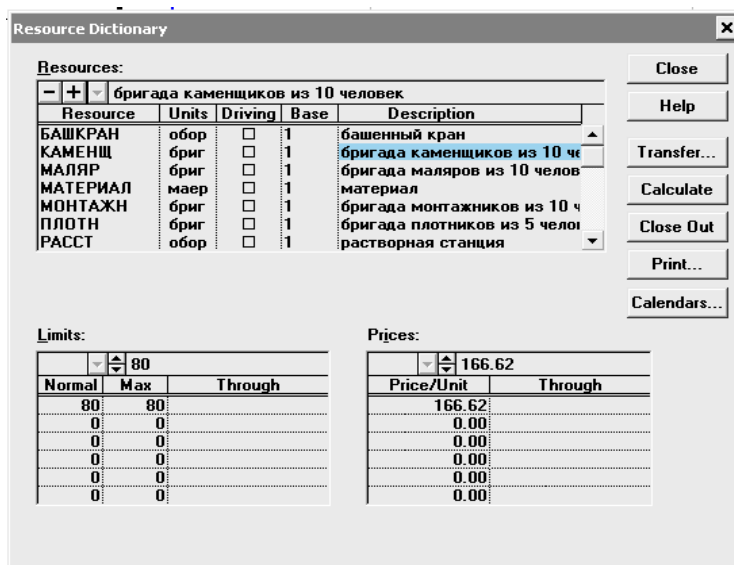 Resource Dictionary
Resources:
бригада каменщиков из 10 человек
Resource Units Driving Base Description
БАШКРАН обор 1 башенный кран
КАМЕНЩ бриг 1 бригада каменщиков из 10 че
МАЛЯР бриг 1 бригада маляров из 10 челов
МАТЕРИАЛ маер 1 материал
МОНТАЖН бриг 1 бригада монтажников из 10 ч
ПЛОТН бриг 1 бригада плотников из 5 челов
РАССТ обор 1 растворная станция
Close
Help
Transfer...
Calculate
Close Out
Print...
Calendars...
Limits:
80
Normal Max Through
80 80
0 0
0 0
0 0
0 0
0 0
Prices:
166.62
Price/Unit Through
166.62
0.00
0.00
0.00
0.00
0.00